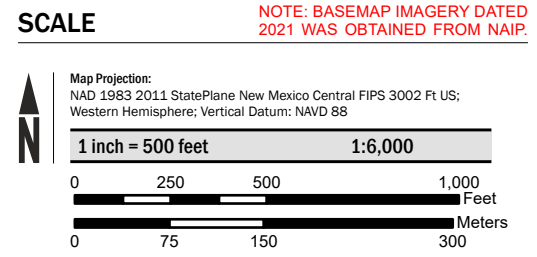 SCALE
NOTE: BASEMAP IMAGERY DATED
2021 WAS OBTAINED FROM NAIP.
Map Projection:
NAD 1983 2011 StatePlane New Mexico Central FIPS 3002 Ft US;
Western Hemisphere; Vertical Datum: NAVD 88
N
1 inch = 500 feet 1:6,000
0 250 500 1,000
Feet
Meters
0 75 150 300